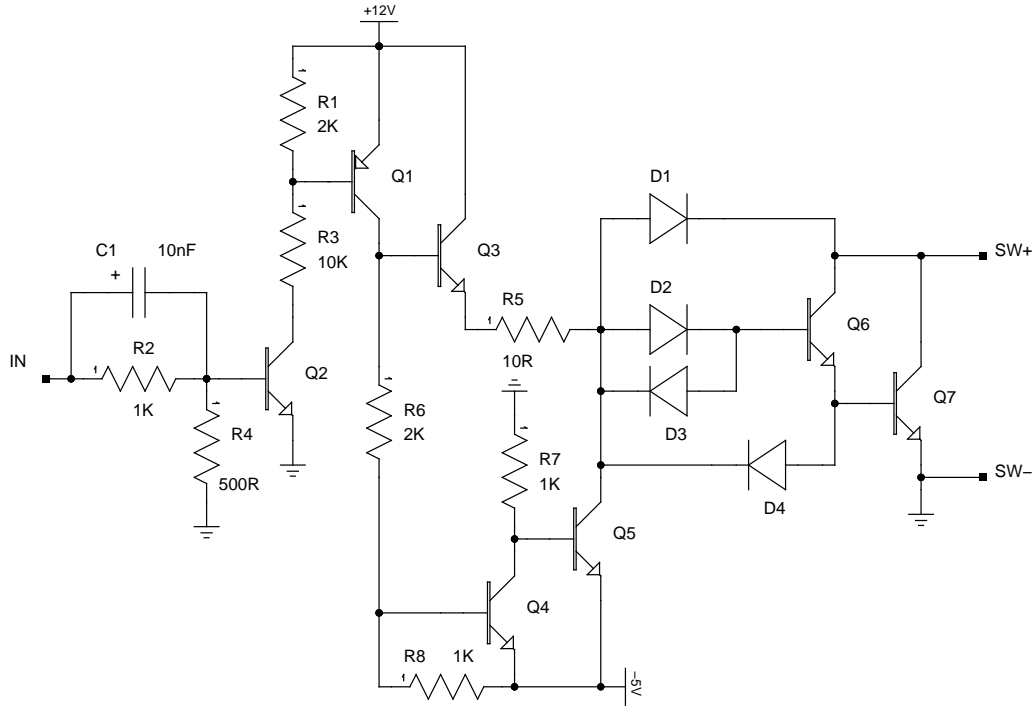 +12V
R1
2K
Q1
D1
R3
10K
Q3
SW+
C1
10nF
D2
R5
Q6
IN
R2
Q2
10R
1K
R6
2K
D3
Q7
R4
500R
R7
1K
SW−
D4
Q5
Q4
R8
1K
−5V